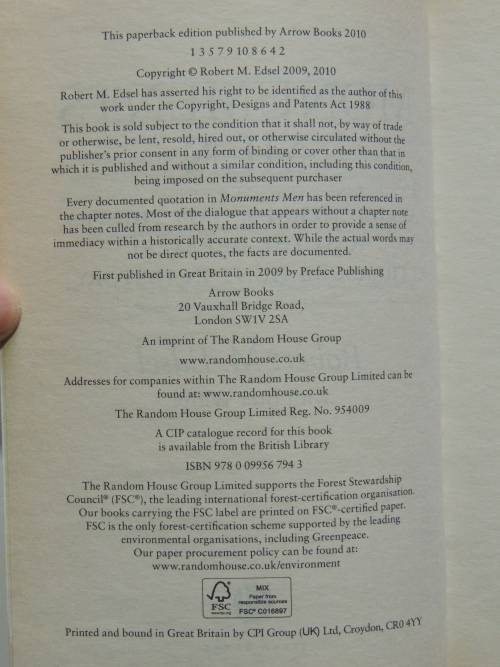 This paperback edition published by Arrow Books 2010
1 3 5 7 9 10 8 6 4 2
Copyright © Robert M. Edsel 2009, 2010
Robert M. Edsel has asserted his right to be identified as the author of this
work under the Copyright, Designs and Patents Act 1988
This book is sold subject to the condition that it shall not, by way of trade
or otherwise, be lent, resold, hired out, or otherwise circulated without the
publisher's prior consent in any form of binding or cover other than that in
which it is published and without a similar condition, including this condition,
being imposed on the subsequent purchaser
Every documented quotation in Monuments Men has been referenced in
the chapter notes. Most of the dialogue that appears without a chapter note
has been culled from research by the authors in order to provide a sense of
immediacy within a historically accurate context. While the actual words may
not be direct quotes, the facts are documented.
First published in Great Britain in 2009 by Preface Publishing
Arrow Books
20 Vauxhall Bridge Road,
London SW1V 2SA
An imprint of The Random House Group
www.randomhouse.co.uk
Addresses for companies within The Random House Group Limited can be
found at: www.randomhouse.co.uk
The Random House Group Limited Reg. No. 954009
A CIP catalogue record for this book
is available from the British Library
ISBN 978 0 09956 794 3
The Random House Group Limited supports the Forest Stewardship
Council® (FSC®), the leading international forest-certification organisation.
Our books carrying the FSC label are printed on FSC®-certified paper.
FSC is the only forest-certification scheme supported by the leading
environmental organisations, including Greenpeace.
Our paper procurement policy can be found at:
www.randomhouse.co.uk/environment
FSC
www.fsc.org
MIX
Paper from
responsible sources
FSC® C016897
Printed and bound in Great Britain by CPI Group (UK) Ltd, Croydon, CR0 4YY